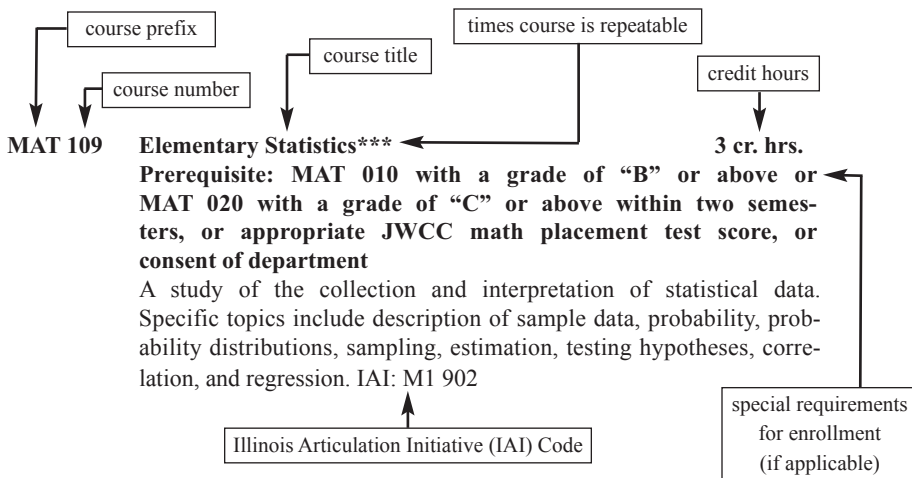 course prefix
times course is repeatable
course title
credit hours
course number
MAT 109 Elementary Statistics*** 3 cr. hrs.
Prerequisite: MAT 010 with a grade of “B” or above or
MAT 020 with a grade of “C” or above within two semes-
ters, or appropriate JWCC math placement test score, or
consent of department
A study of the collection and interpretation of statistical data.
Specific topics include description of sample data, probability, prob-
ability distributions, sampling, estimation, testing hypotheses, corre-
lation, and regression. IAI: M1 902
special requirements
for enrollment
(if applicable)
Illinois Articulation Initiative (IAI) Code